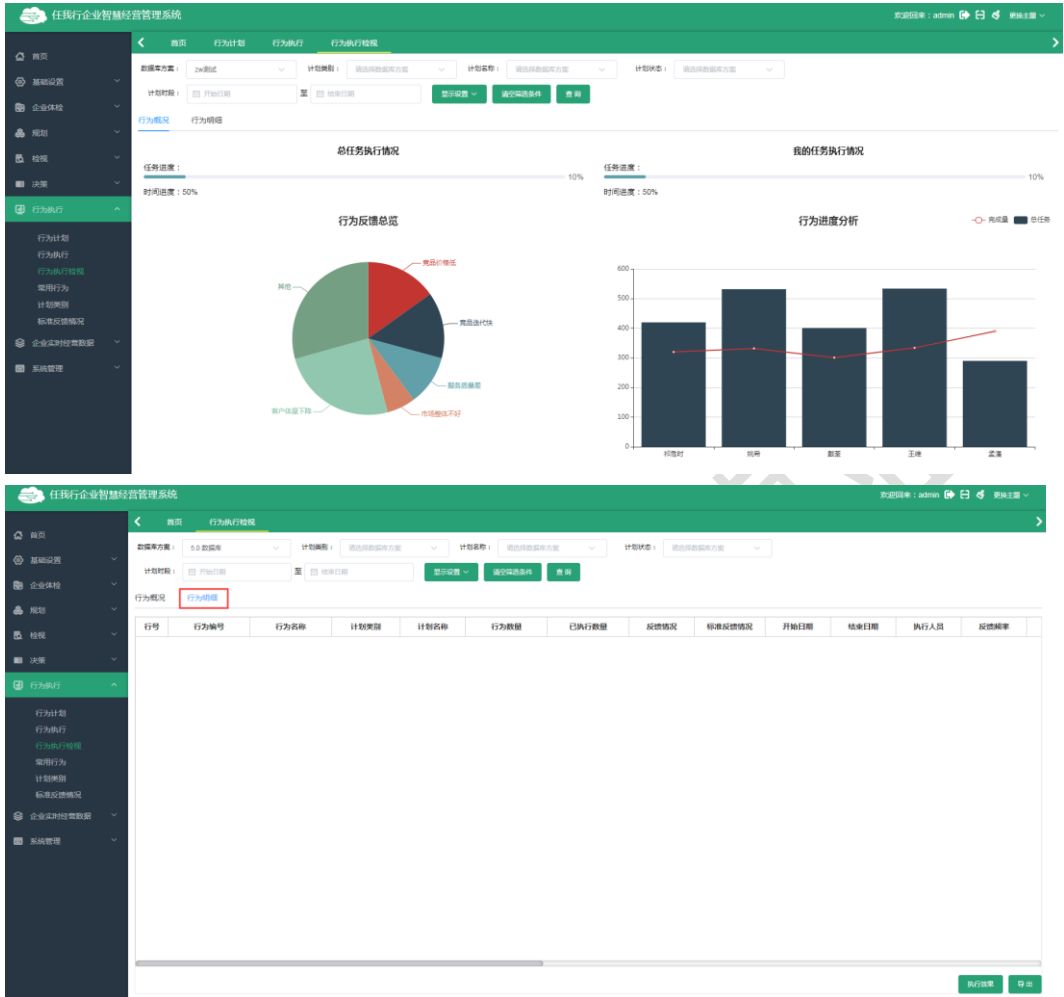 任我行企业智慧经营管理系统
欢迎回来：admin 更换主题
首页 行为计划 行为执行 行为执行检视
首页
基础设置
企业体检
规划
检视
决策
行为执行
行为计划
行为执行
行为执行检视
常用行为
计划类别
标准反馈情况
企业实时经营数据
系统管理
数据库方案： zw测试 计划类别： 请选择数据库方案 计划名称： 请选择数据库方案 计划状态： 请选择数据库方案
计划时段： 开始日期 至 结束日期 显示设置 清空筛选条件 查 询
行为概况 行为明细
总任务执行情况
任务进度：
10%
时间进度：50%
我的任务执行情况
任务进度：
10%
时间进度：50%
行为反馈总览
竞品价格低
竞品迭代快
服务质量差
市场整体不好
客户体量下降
其他
行为进度分析
完成量 总任务
600
500
400
300
200
100
0
姚希 王维 孟浩
任我行企业智慧经营管理系统
欢迎回来：admin 更换主题
首页 行为执行检视
首页
基础设置
企业体检
规划
检视
决策
行为执行
行为计划
行为执行
行为执行检视
常用行为
计划类别
标准反馈情况
企业实时经营数据
系统管理
数据库方案： 5.0 数据库 计划类别： 请选择数据库方案 计划名称： 请选择数据库方案 计划状态： 请选择数据库方案
计划时段： 开始日期 至 结束日期 显示设置 清空筛选条件 查 询
行为概况 行为明细
行号 行为编号 行为名称 计划类别 计划名称 行为数量 已执行数量 反馈情况 标准反馈情况 开始日期 结束日期 执行人员 反馈频率
执行效果 导 出